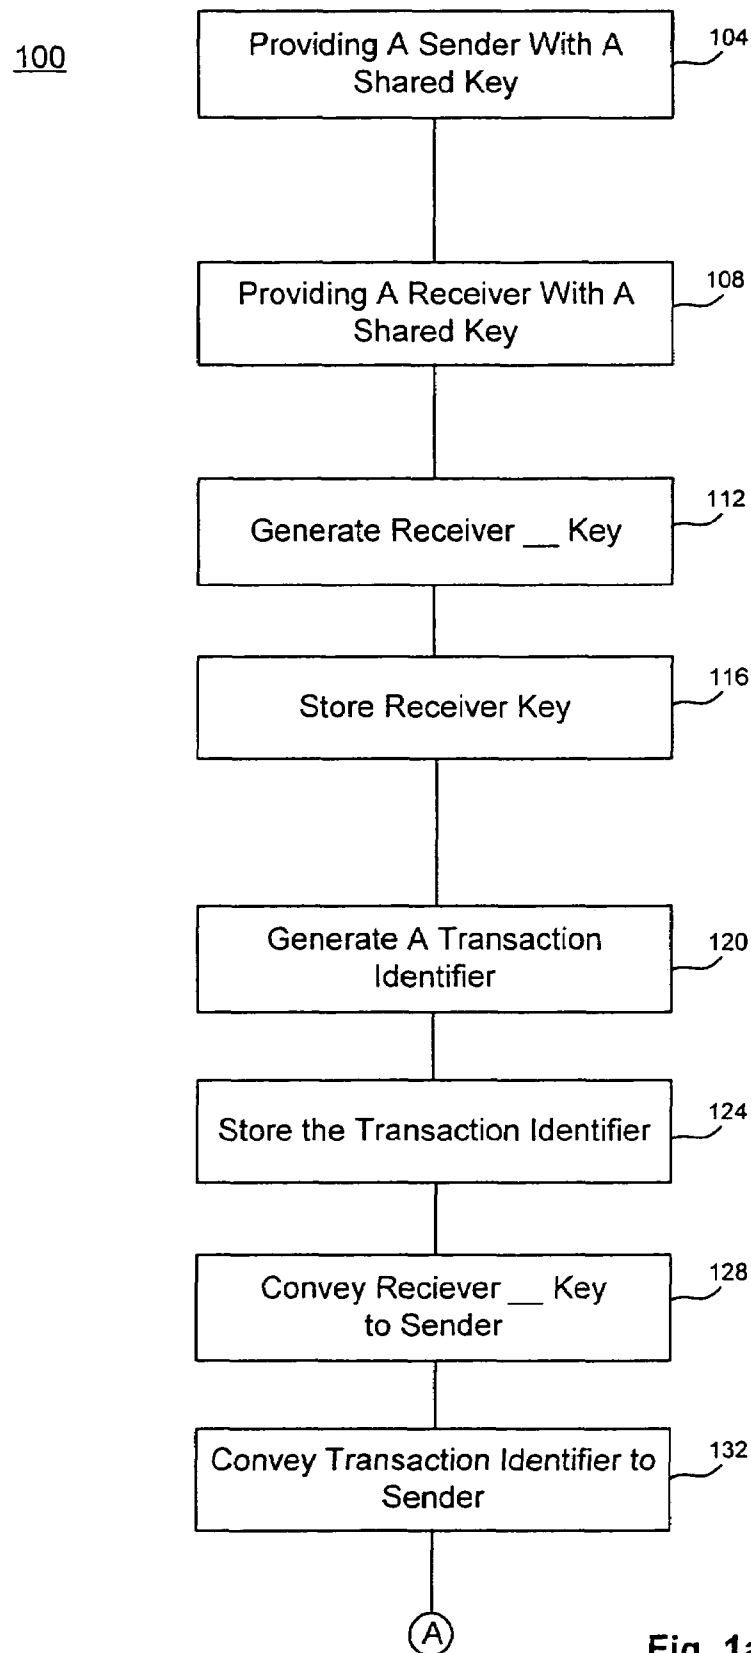 100
Providing A Sender With A
Shared Key
104
Providing A Receiver With A
Shared Key
108
Generate Receiver __ Key
112
Store Receiver Key
116
Generate A Transaction
Identifier
120
Store the Transaction Identifier
124
Convey Reciever __ Key
to Sender
128
Convey Transaction Identifier to
Sender
132
A
Fig. 1a